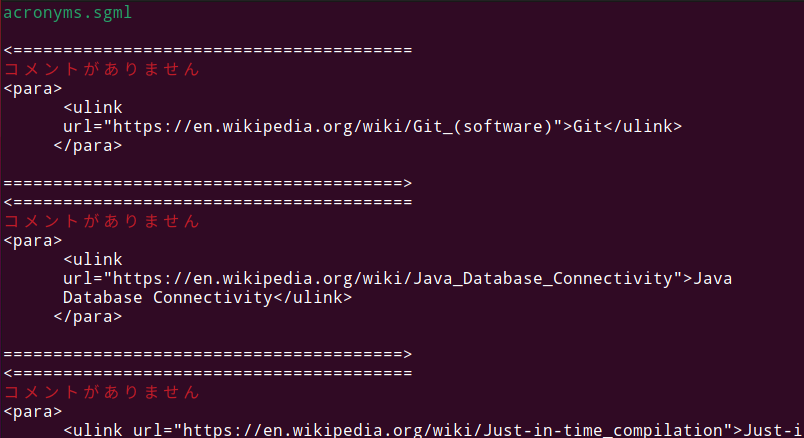 acronyms.sgml
<========================================
コメントがありません
<para>
<ulink
url="https://en.wikipedia.org/wiki/Git_(software)">Git</ulink>
</para>
========================================>
<========================================
コメントがありません
<para>
<ulink
url="https://en.wikipedia.org/wiki/Java_Database_Connectivity">Java
Database Connectivity</ulink>
</para>
========================================>
<========================================
コメントがありません
<para>
<ulink url="https://en.wikipedia.org/wiki/Just-in-time_compilation">Just-i